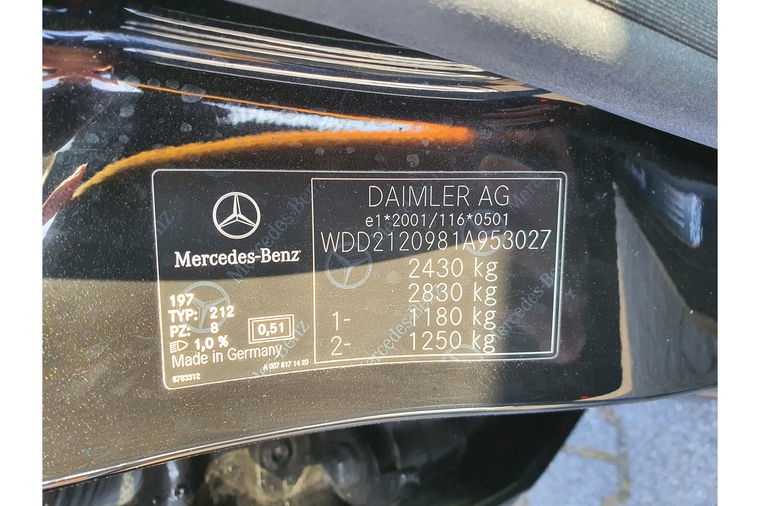 Mercedes-Benz
197
TYP: 212
PZ: 8
0,51
1,0 %
Made in Germany
8783312
A 007 817 14 20
DAIMLER AG
e1*2001/116*0501
WDD2120981A953027
2430 kg
2830 kg
1- 1180 kg
2- 1250 kg